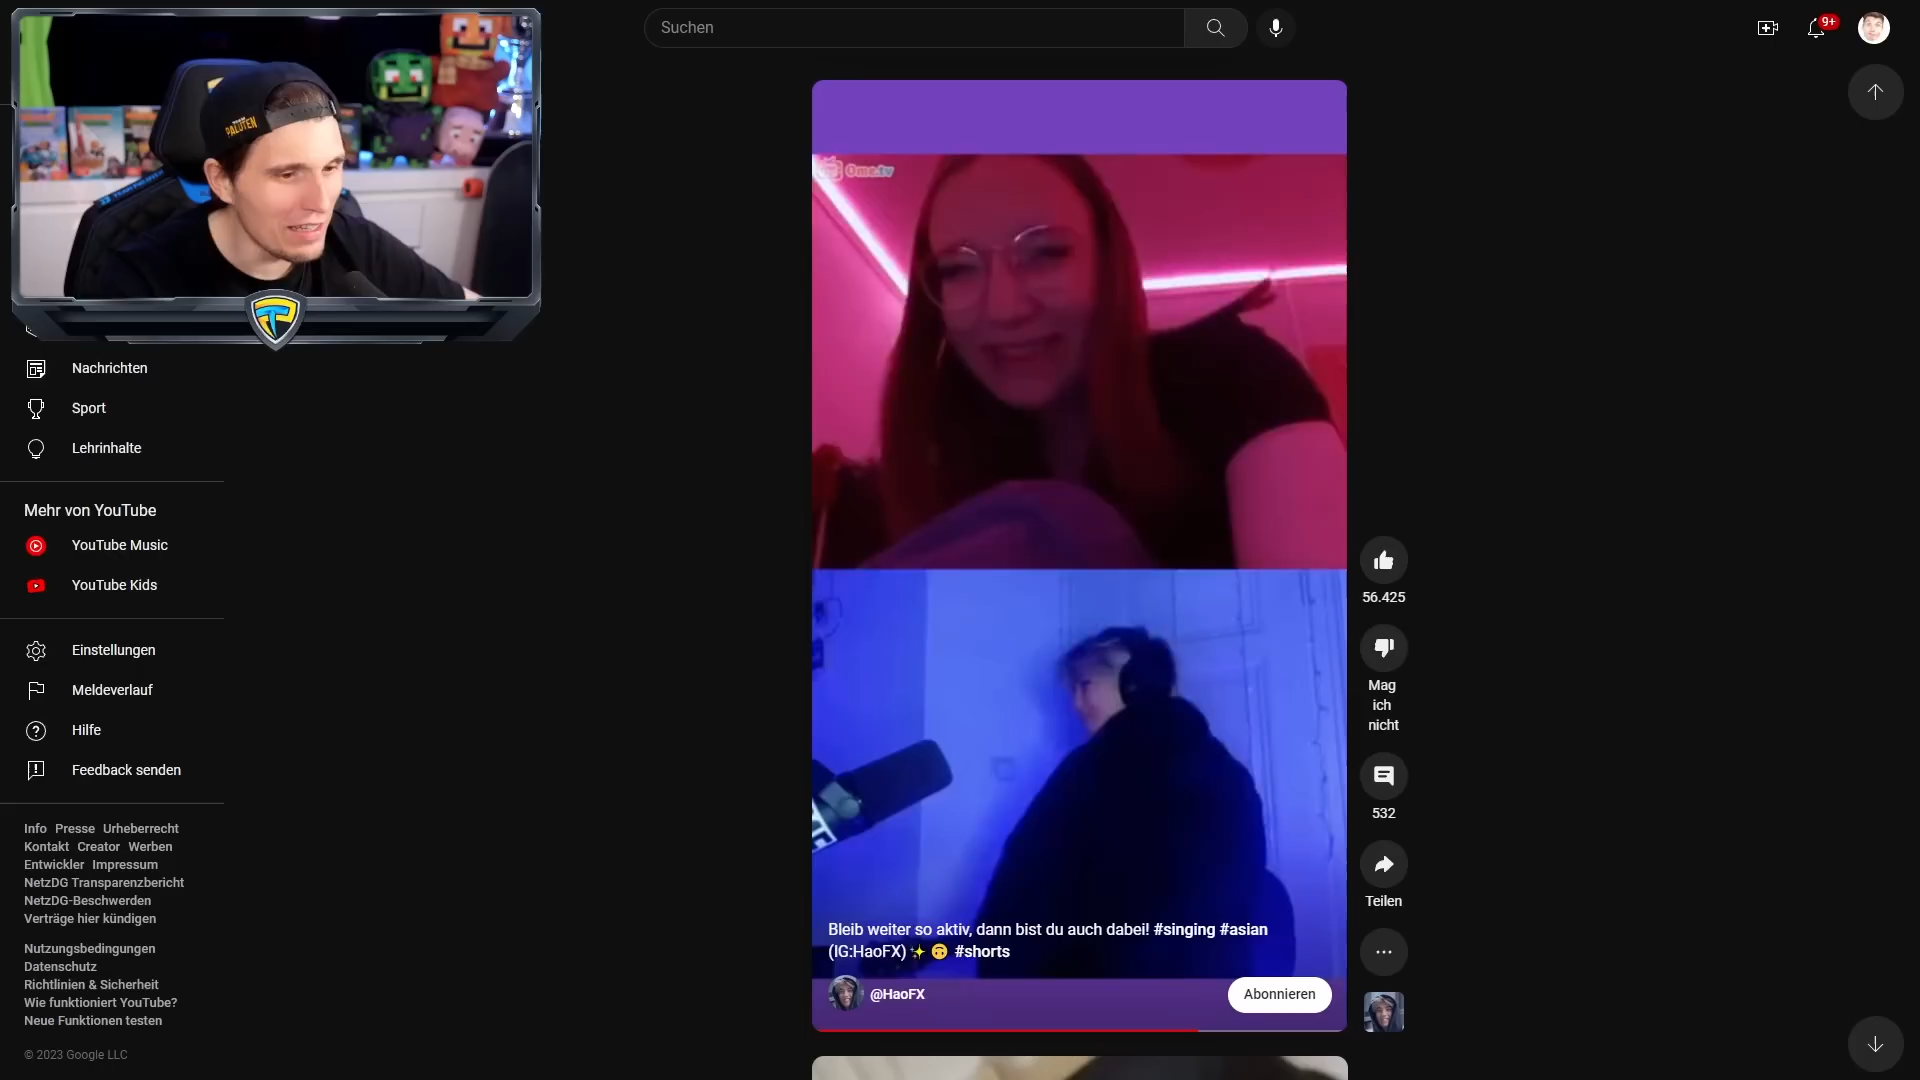 PALUTEN
Suchen
9+
Ome.tv
Nachrichten
Sport
Lehrinhalte
Mehr von YouTube
YouTube Music
YouTube Kids
Einstellungen
Meldeverlauf
Hilfe
Feedback senden
Info Presse Urheberrecht
Kontakt Creator Werben
Entwickler Impressum
NetzDG Transparenzbericht
NetzDG-Beschwerden
Verträge hier kündigen
Nutzungsbedingungen
Datenschutz
Richtlinien & Sicherheit
Wie funktioniert YouTube?
Neue Funktionen testen
© 2023 Google LLC
Bleib weiter so aktiv, dann bist du auch dabei! #singing #asian
(IG:HaoFX)✨🙃 #shorts
@HaoFX
Abonnieren
56.425
Mag
ich
nicht
532
Teilen